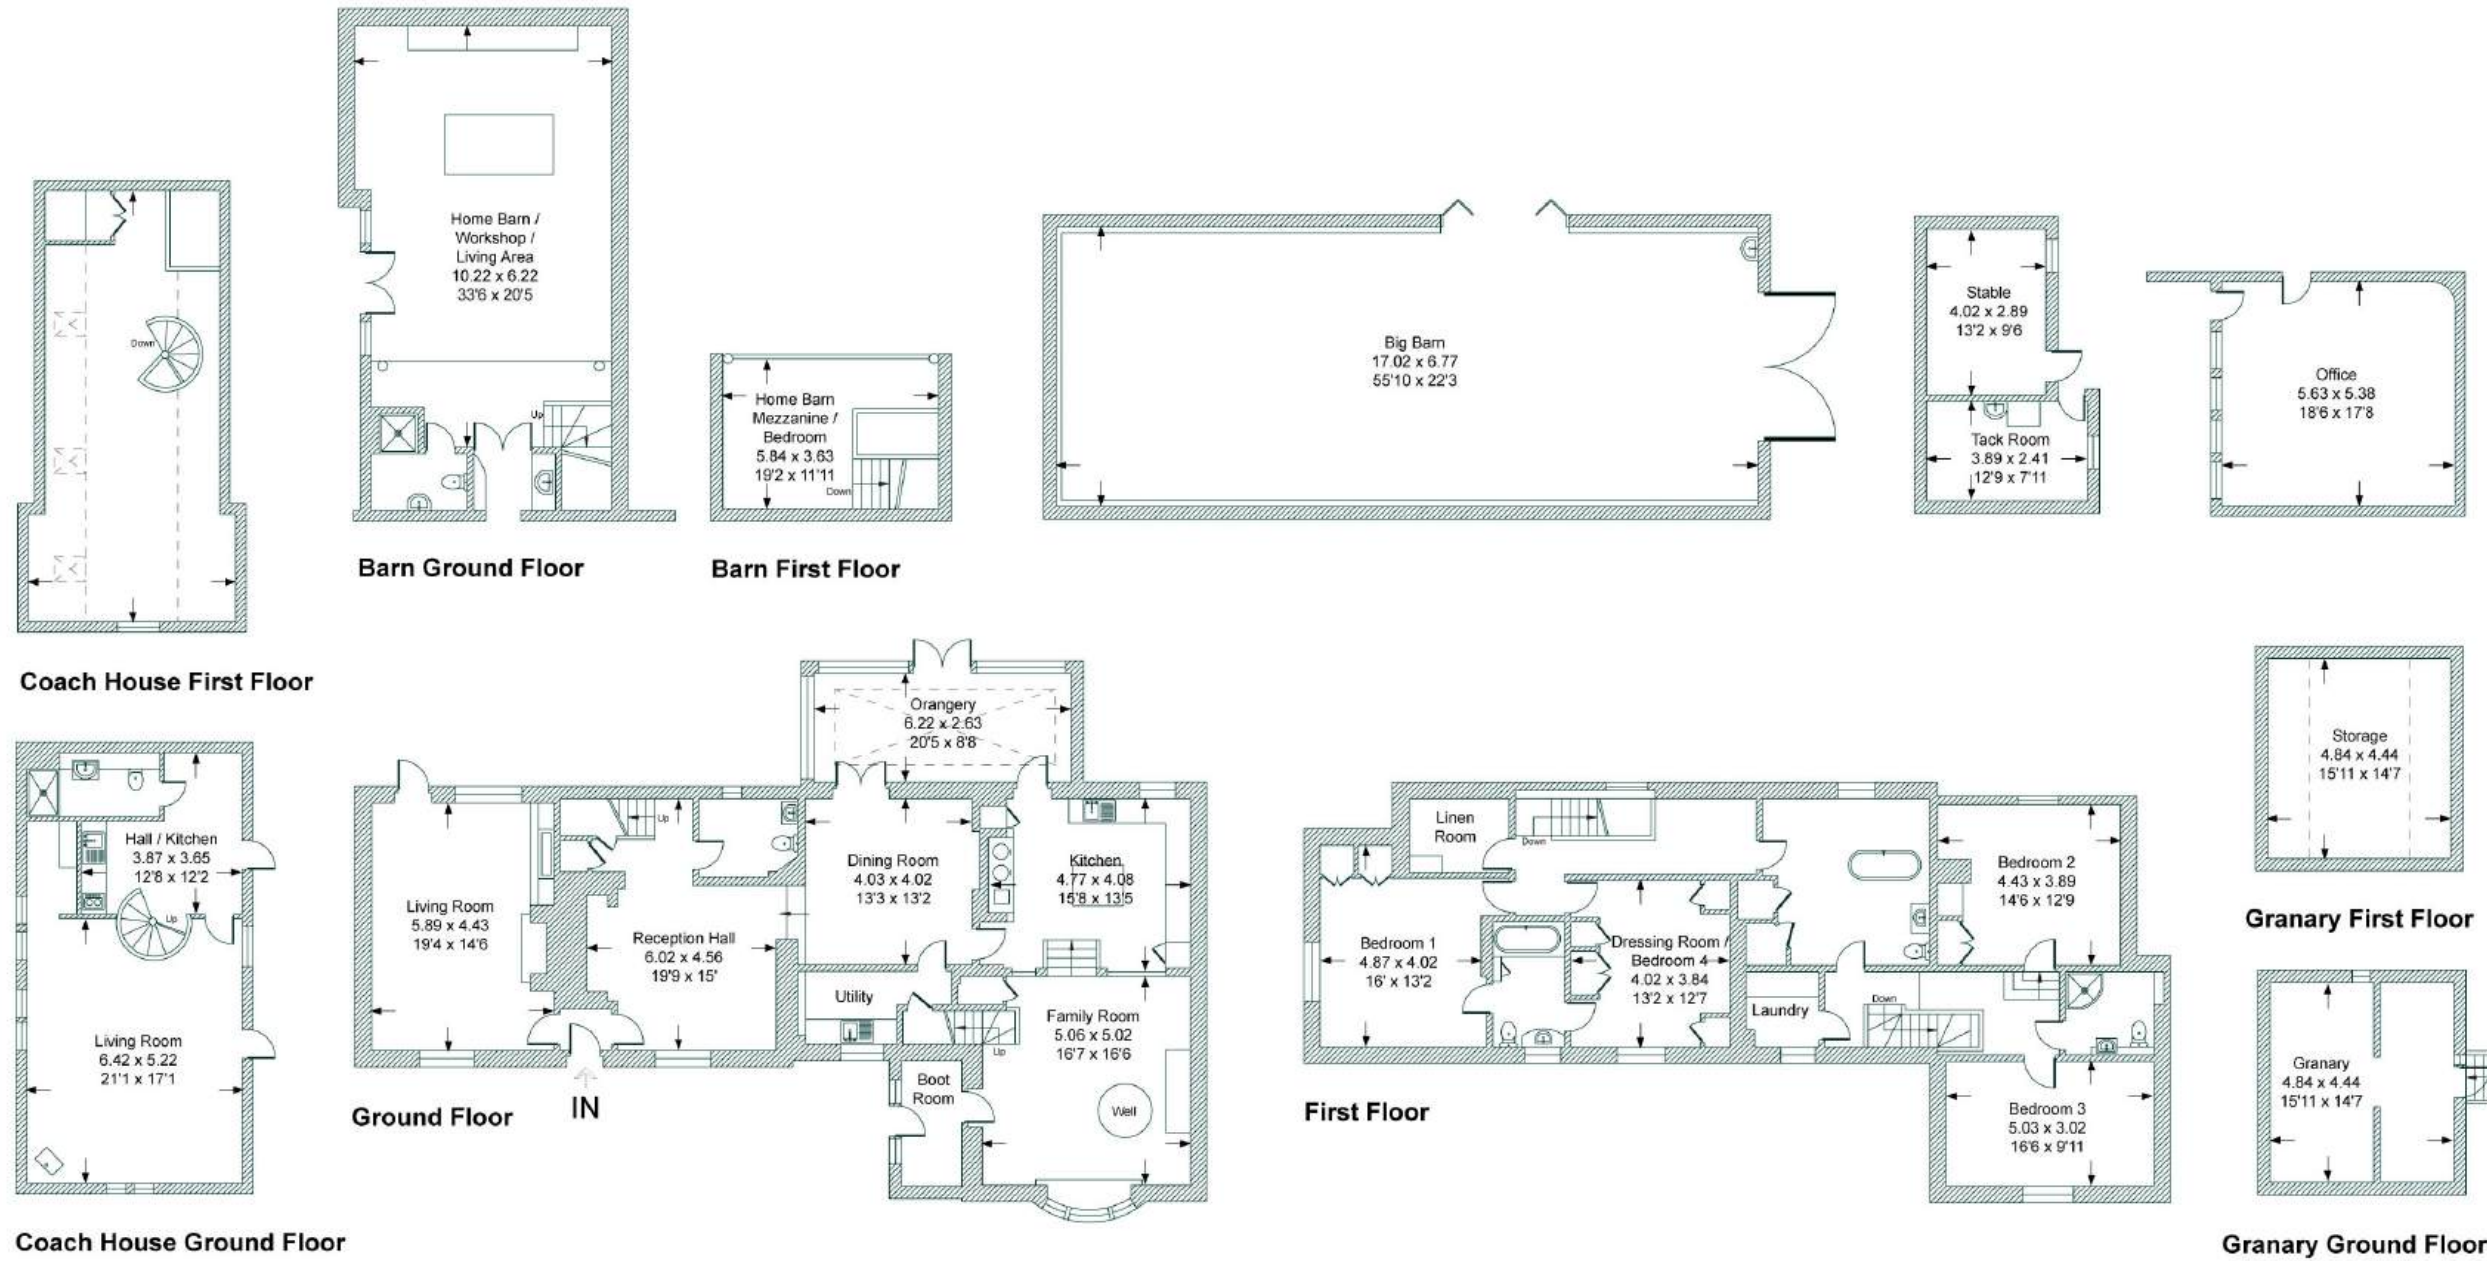 Home Barn /
Workshop /
Living Area
10.22 x 6.22
33'6 x 20'5
Up
Barn Ground Floor
Home Barn
Mezzanine /
Bedroom
5.84 x 3.63
19'2 x 11'11
Down
Barn First Floor
Big Barn
17.02 x 6.77
55'10 x 22'3
Stable
4.02 x 2.89
13'2 x 9'6
Tack Room
3.89 x 2.41
12'9 x 7'11
Office
5.63 x 5.38
18'6 x 17'8
Down
Coach House First Floor
Hall / Kitchen
3.87 x 3.65
12'8 x 12'2
Up
Living Room
6.42 x 5.22
21'1 x 17'1
Coach House Ground Floor
Orangery
6.22 x 2.63
20'5 x 8'8
Up
Living Room
5.89 x 4.43
19'4 x 14'6
Reception Hall
6.02 x 4.56
19'9 x 15'
Dining Room
4.03 x 4.02
13'3 x 13'2
Kitchen
4.77 x 4.08
15'8 x 13'5
Utility
Family Room
5.06 x 5.02
16'7 x 16'6
Up
Boot
Room
Well
Ground Floor
IN
Linen
Room
Down
Bedroom 1
4.87 x 4.02
16' x 13'2
Dressing Room /
Bedroom 4
4.02 x 3.84
13'2 x 12'7
Bedroom 2
4.43 x 3.89
14'6 x 12'9
Laundry
Down
Bedroom 3
5.03 x 3.02
16'6 x 9'11
First Floor
Storage
4.84 x 4.44
15'11 x 14'7
Granary First Floor
Granary
4.84 x 4.44
15'11 x 14'7
Granary Ground Floor